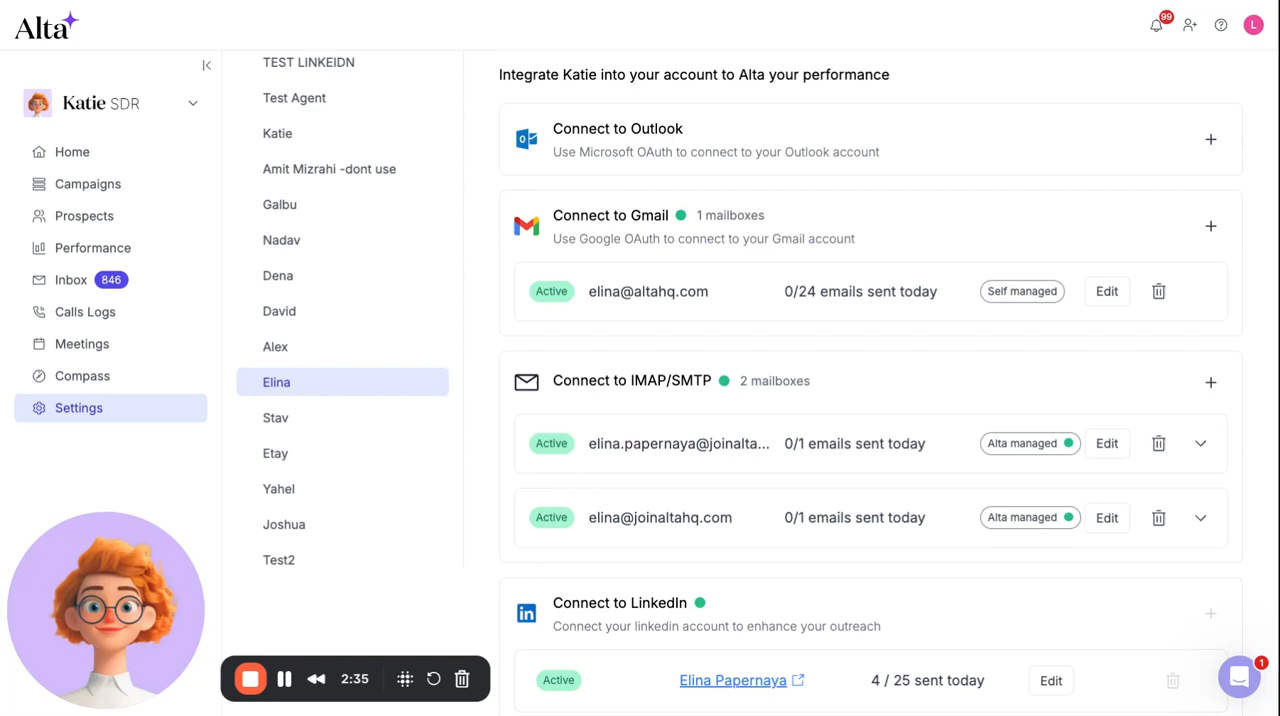 Alta
99
L
Katie SDR
Home
Campaigns
Prospects
Performance
Inbox 846
Calls Logs
Meetings
Compass
Settings
TEST LINKEIDN
Test Agent
Katie
Amit Mizrahi -dont use
Galbu
Nadav
Dena
David
Alex
Elina
Stav
Etay
Yahel
Joshua
Test2
Integrate Katie into your account to Alta your performance
Connect to Outlook
Use Microsoft OAuth to connect to your Outlook account
Connect to Gmail 1 mailboxes
Use Google OAuth to connect to your Gmail account
Active elina@altahq.com 0/24 emails sent today Self managed Edit
Connect to IMAP/SMTP 2 mailboxes
Active elina.papernaya@joinalta... 0/1 emails sent today Alta managed Edit
Active elina@joinaltahq.com 0/1 emails sent today Alta managed Edit
Connect to LinkedIn
Connect your linkedin account to enhance your outreach
Active Elina Papernaya 4 / 25 sent today Edit
2:35
1